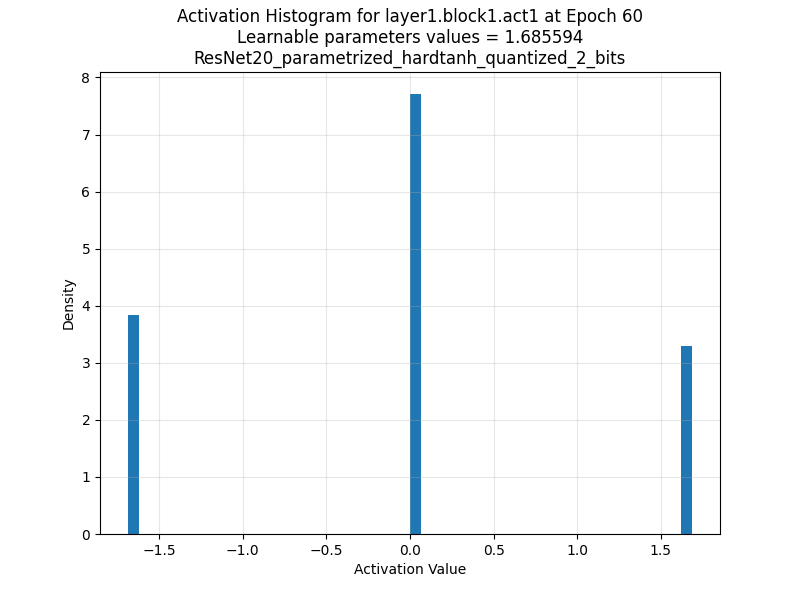 Activation Histogram for layer1.block1.act1 at Epoch 60
Learnable parameters values = 1.685594
ResNet20_parametrized_hardtanh_quantized_2_bits
8
7
6
5
4
3
2
1
0
Density
−1.5 −1.0 −0.5 0.0 0.5 1.0 1.5
Activation Value